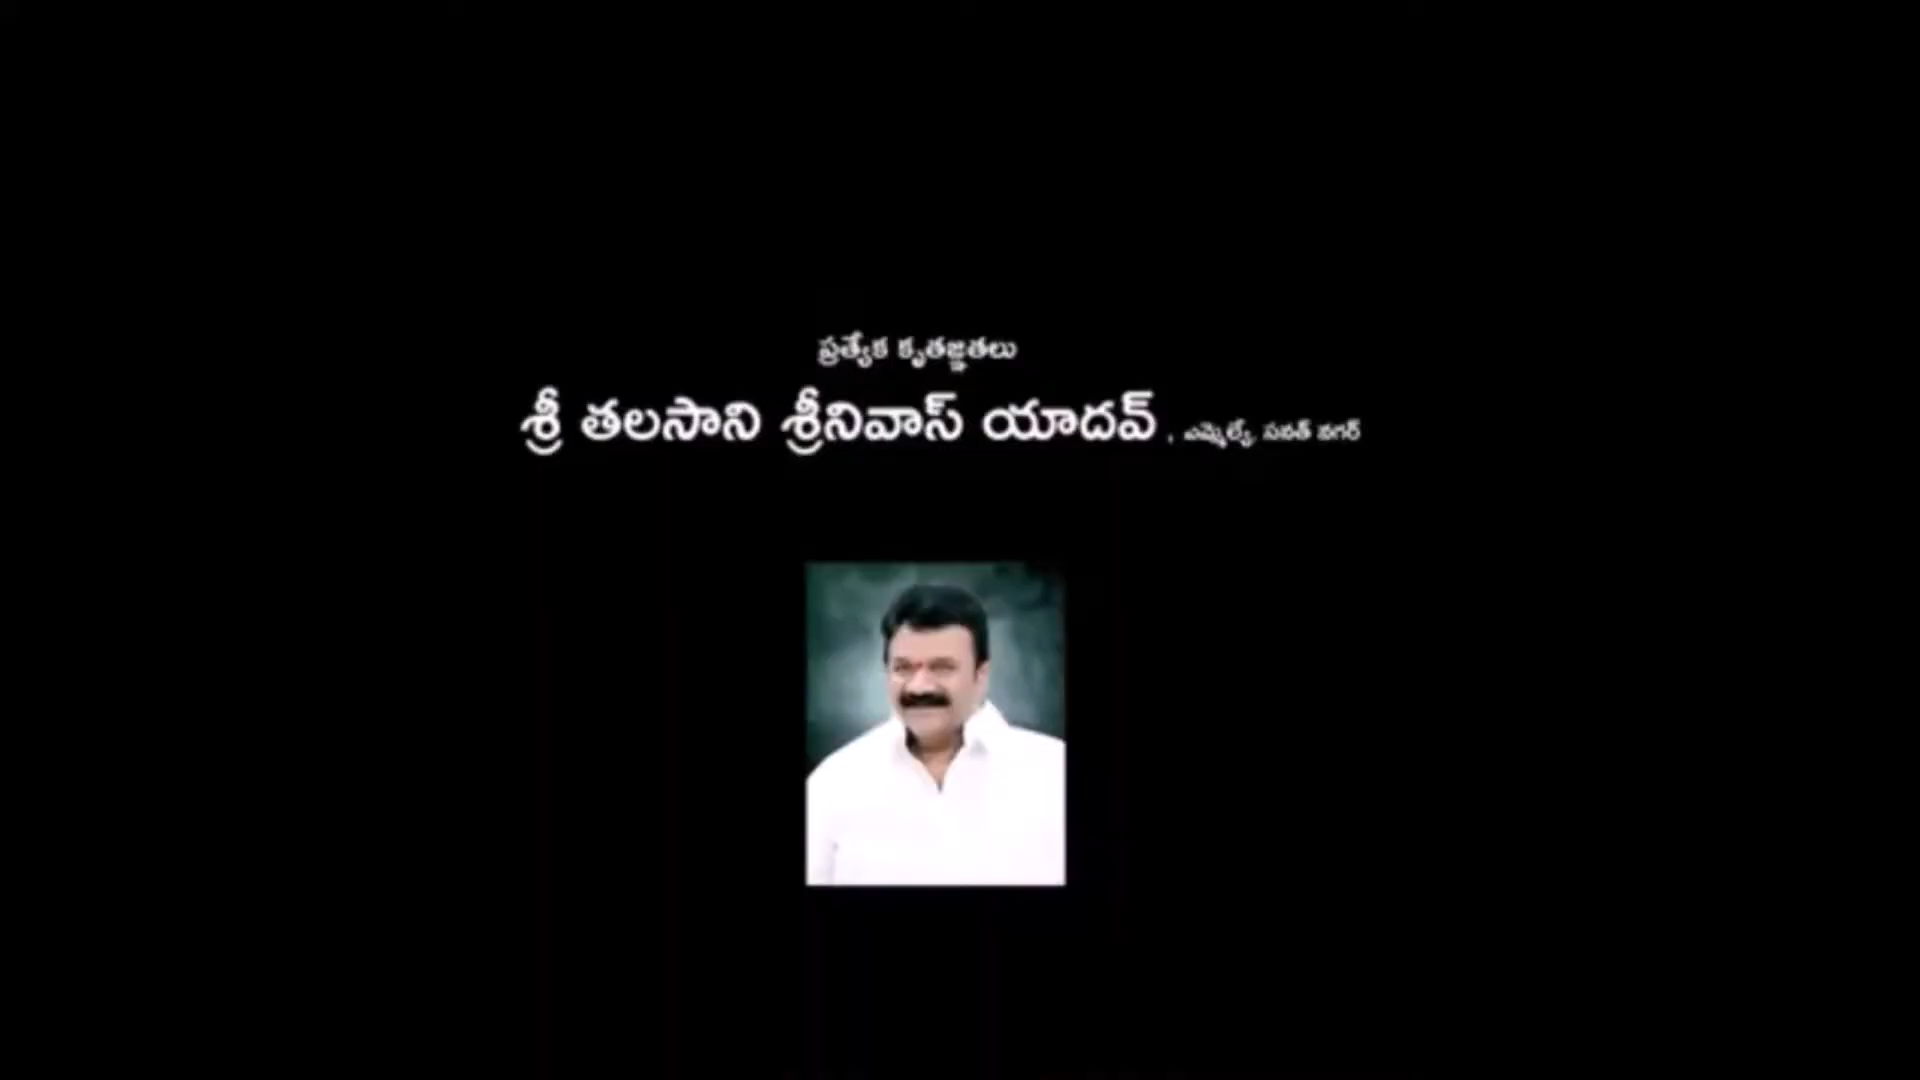 ప్రత్యేక కృతజ్ఞతలు
శ్రీ తలసాని శ్రీనివాస్ యాదవ్ , ఎమ్మెల్యే, సనత్ నగర్